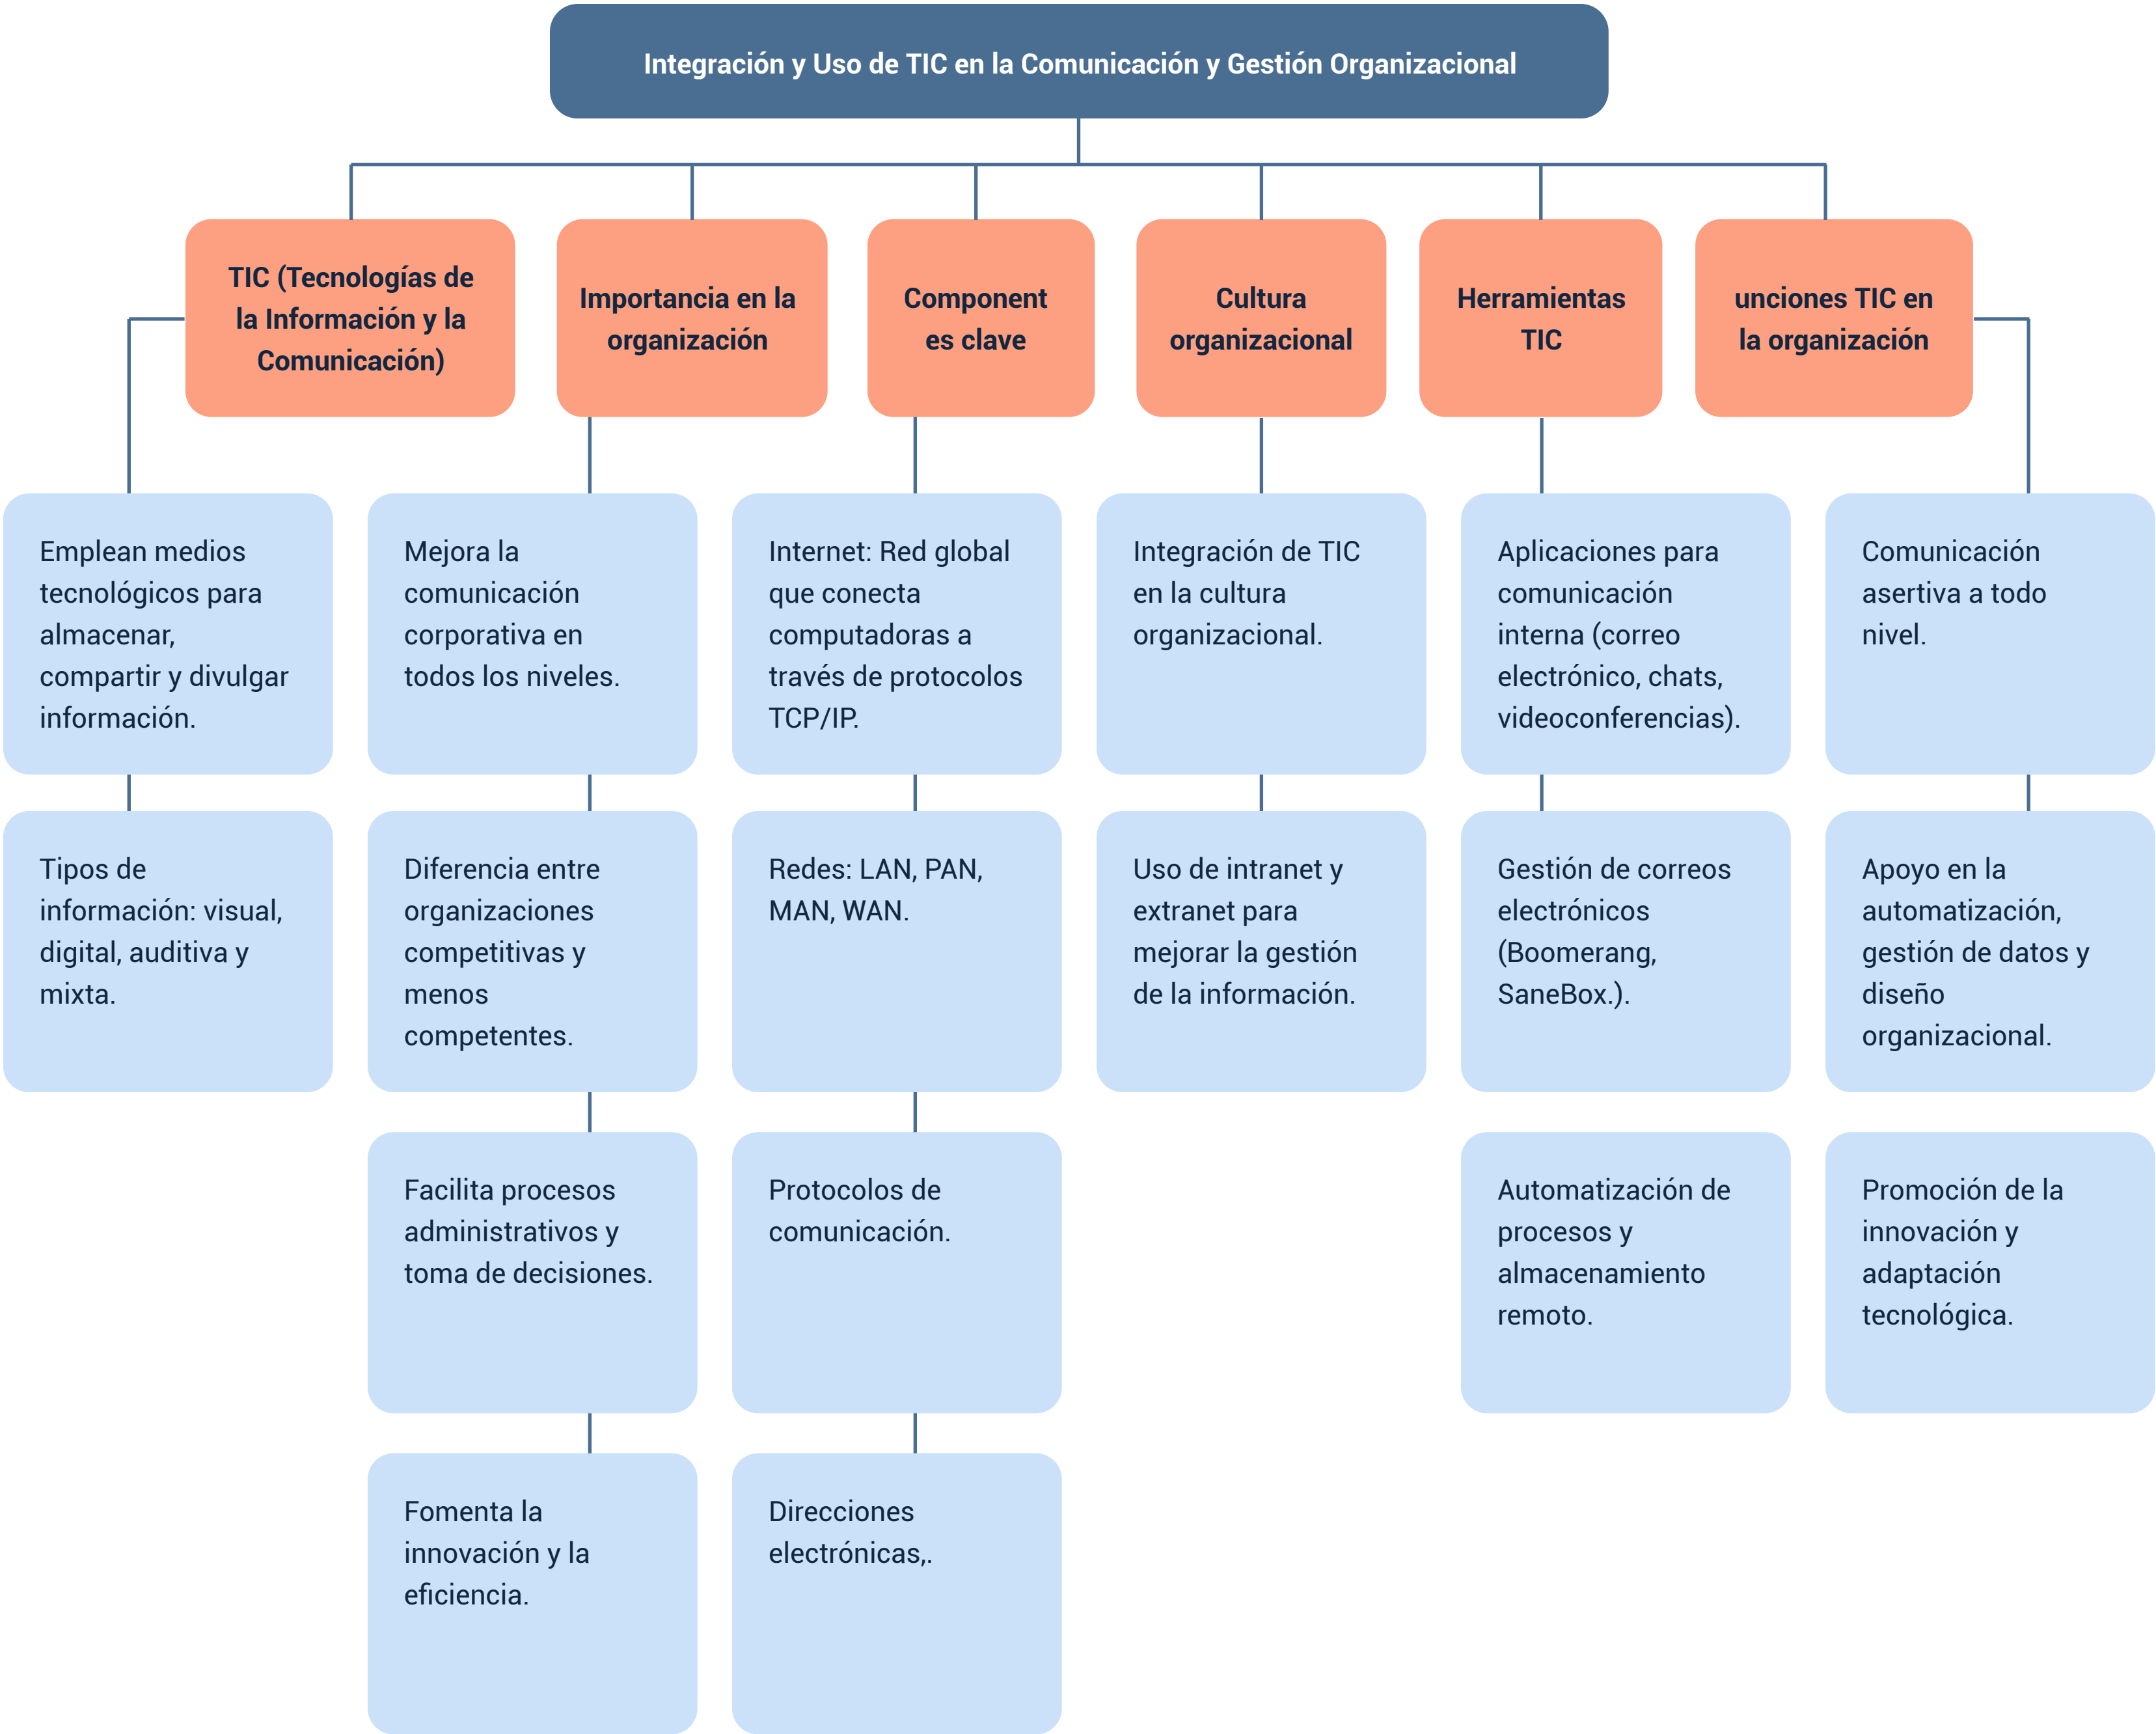 Integración y Uso de TIC en la Comunicación y Gestión Organizacional
TIC (Tecnologías de
la Información y la
Comunicación)
Importancia en la
organización
Component
es clave
Cultura
organizacional
Herramientas
TIC
unciones TIC en
la organización
Emplean medios
tecnológicos para
almacenar,
compartir y divulgar
información.
Mejora la
comunicación
corporativa en
todos los niveles.
Internet: Red global
que conecta
computadoras a
través de protocolos
TCP/IP.
Integración de TIC
en la cultura
organizacional.
Aplicaciones para
comunicación
interna (correo
electrónico, chats,
videoconferencias).
Comunicación
asertiva a todo
nivel.
Tipos de
información: visual,
digital, auditiva y
mixta.
Diferencia entre
organizaciones
competitivas y
menos
competentes.
Redes: LAN, PAN,
MAN, WAN.
Uso de intranet y
extranet para
mejorar la gestión
de la información.
Gestión de correos
electrónicos
(Boomerang,
SaneBox.).
Apoyo en la
automatización,
gestión de datos y
diseño
organizacional.
Facilita procesos
administrativos y
toma de decisiones.
Protocolos de
comunicación.
Automatización de
procesos y
almacenamiento
remoto.
Promoción de la
innovación y
adaptación
tecnológica.
Fomenta la
innovación y la
eficiencia.
Direcciones
electrónicas,.